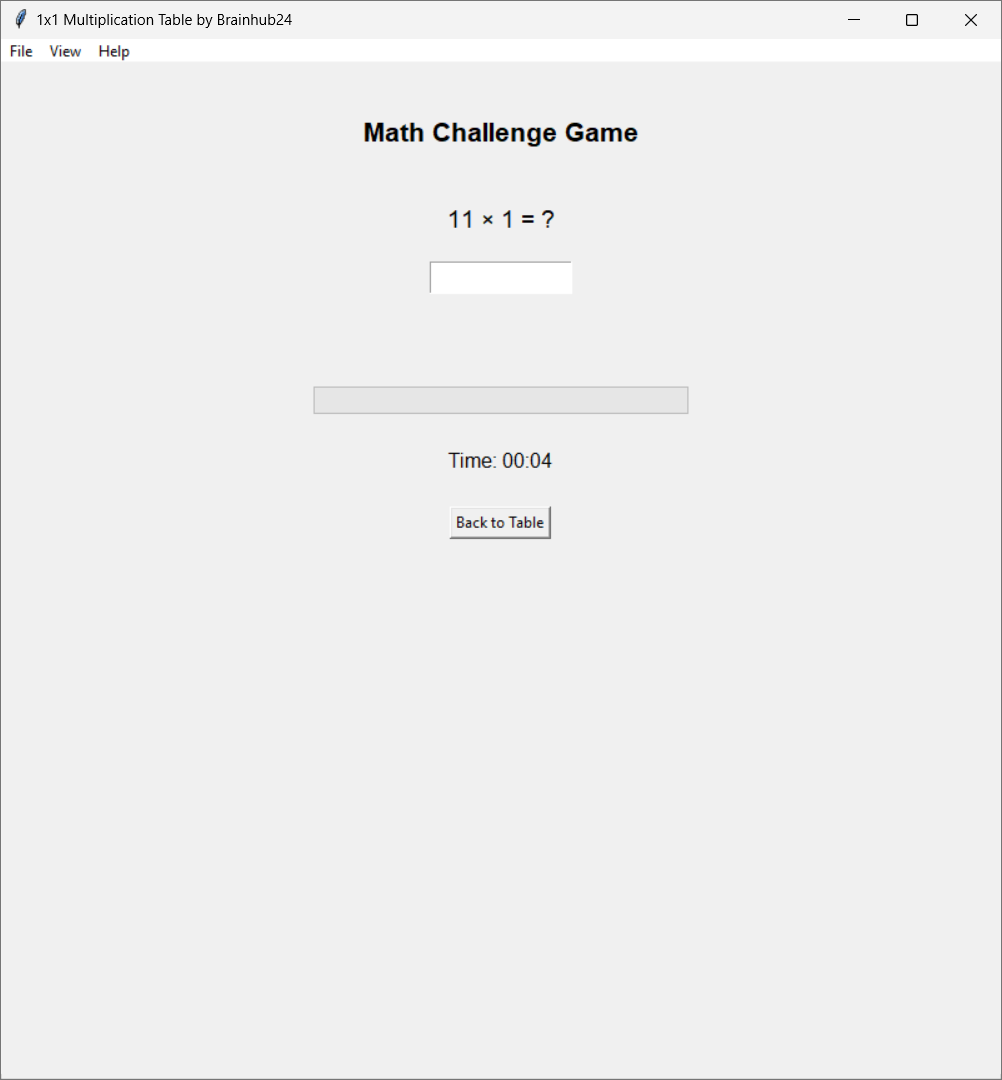 1x1 Multiplication Table by Brainhub24
File View Help
Math Challenge Game
11 × 1 = ?
Time: 00:04
Back to Table